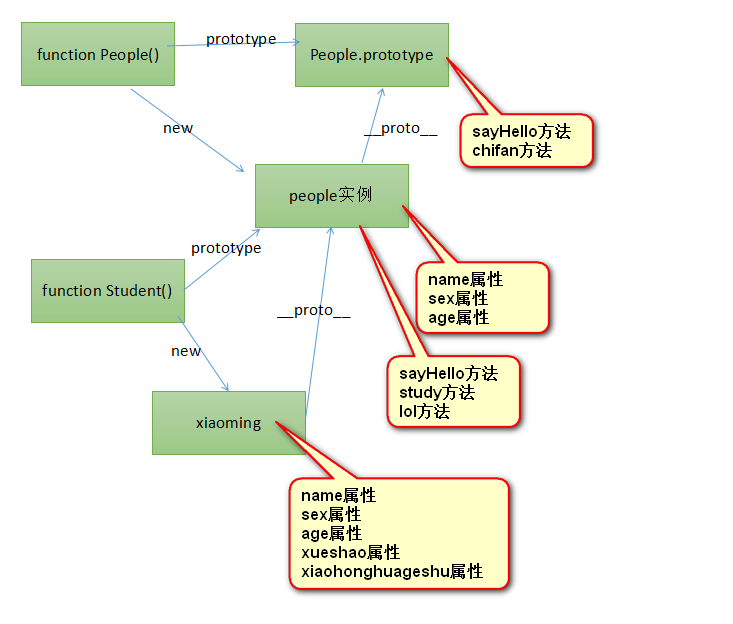 function People()
prototype
People.prototype
sayHello方法
chifan方法
new
__proto__
people实例
name属性
sex属性
age属性
prototype
function Student()
__proto__
new
sayHello方法
study方法
lol方法
xiaoming
name属性
sex属性
age属性
xueshao属性
xiaohonghuageshu属性